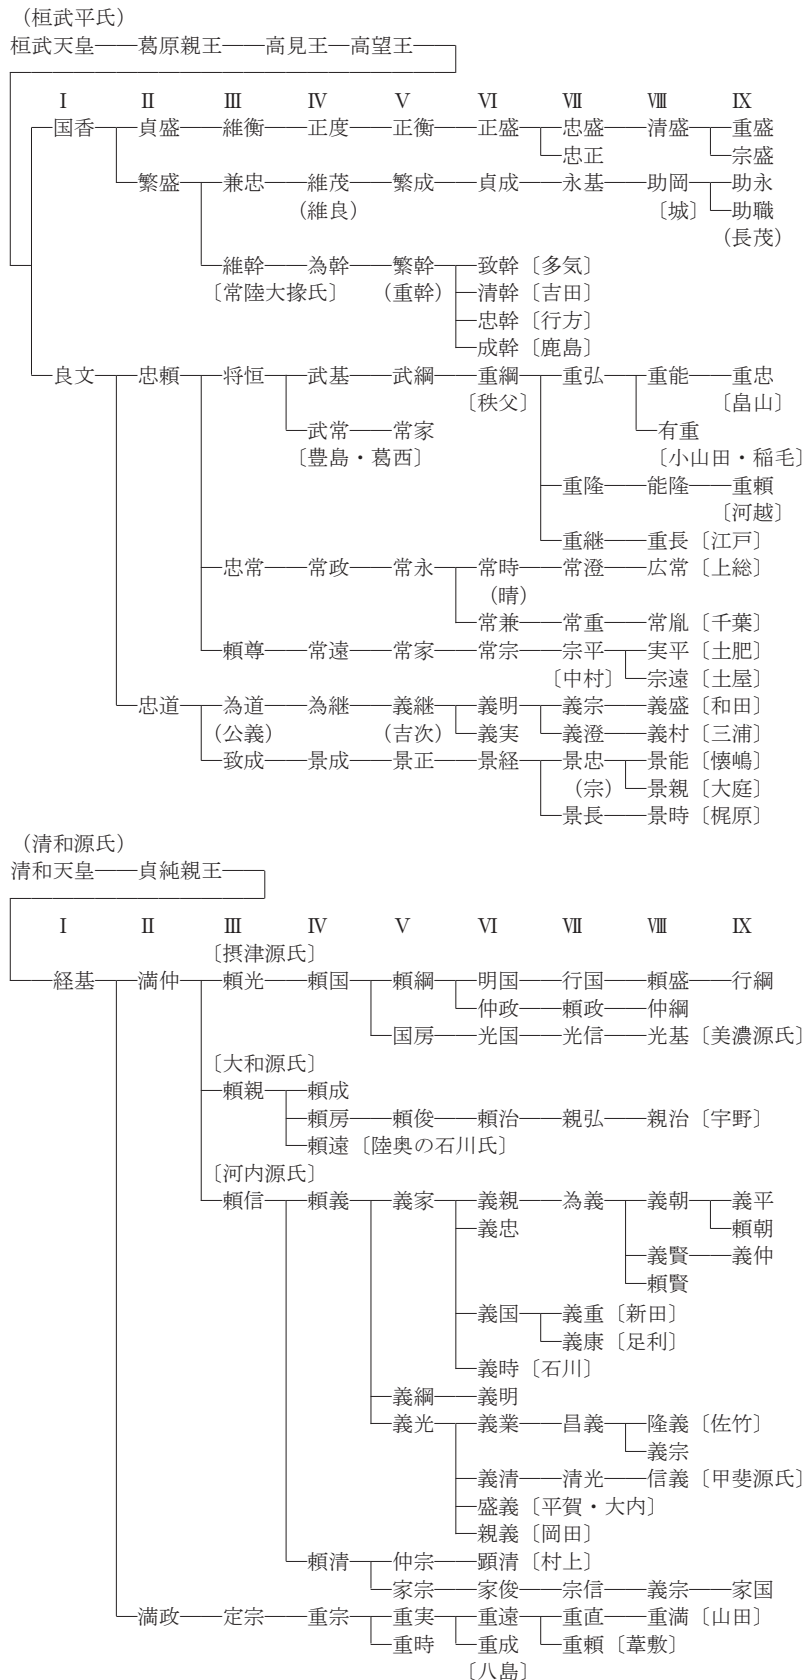 （桓武平氏）
桓武天皇――葛原親王――高見王―高望王
Ⅰ Ⅱ Ⅲ Ⅳ Ⅴ Ⅵ Ⅶ Ⅷ Ⅸ
国香 貞盛――維衡――正度――正衡――正盛 忠盛――清盛 重盛
忠正 宗盛
繁盛 兼忠――維茂――繁成――貞成――永基――助岡 助永
（維良） 〔城〕 助職
（長茂）
維幹――為幹――繁幹 致幹〔多気〕
〔常陸大掾氏〕 （重幹） 清幹〔吉田〕
忠幹〔行方〕
成幹〔鹿島〕
良文 忠頼 将恒 武基――武綱――重綱 重弘 重能――重忠
〔秩父〕 〔畠山〕
武常――常家 有重
〔豊島・葛西〕 〔小山田・稲毛〕
重隆――能隆――重頼
〔河越〕
重継――重長〔江戸〕
忠常――常政――常永 常時――常澄――広常〔上総〕
（晴）
常兼――常重――常胤〔千葉〕
頼尊――常遠――常家――常宗――宗平 実平〔土肥〕
〔中村〕 宗遠〔土屋〕
忠道 為道――為継――義継 義明 義宗――義盛〔和田〕
（公義） （吉次） 義実 義澄――義村〔三浦〕
致成――景成――景正――景経 景忠 景能〔懐嶋〕
（宗） 景親〔大庭〕
景長――景時〔梶原〕
（清和源氏）
清和天皇――貞純親王
Ⅰ Ⅱ Ⅲ Ⅳ Ⅴ Ⅵ Ⅶ Ⅷ Ⅸ
〔摂津源氏〕
経基 満仲 頼光――頼国 頼綱 明国――行国――頼盛――行綱
仲政――頼政――仲綱
国房――光国――光信――光基〔美濃源氏〕
〔大和源氏〕
頼親 頼成
頼房――頼俊――頼治――親弘――親治〔宇野〕
頼遠〔陸奥の石川氏〕
〔河内源氏〕
頼信 頼義 義家 義親――為義 義朝 義平
義忠 頼朝
義賢――義仲
頼賢
義国 義重〔新田〕
義康〔足利〕
義時〔石川〕
義綱――義明
義光 義業――昌義 隆義〔佐竹〕
義宗
義清――清光――信義〔甲斐源氏〕
盛義〔平賀・大内〕
親義〔岡田〕
頼清 仲宗――顕清〔村上〕
家宗――家俊――宗信――義宗――家国
満政――定宗――重宗 重実 重遠 重直――重満〔山田〕
重時 重成 重頼〔葦敷〕
〔八島〕